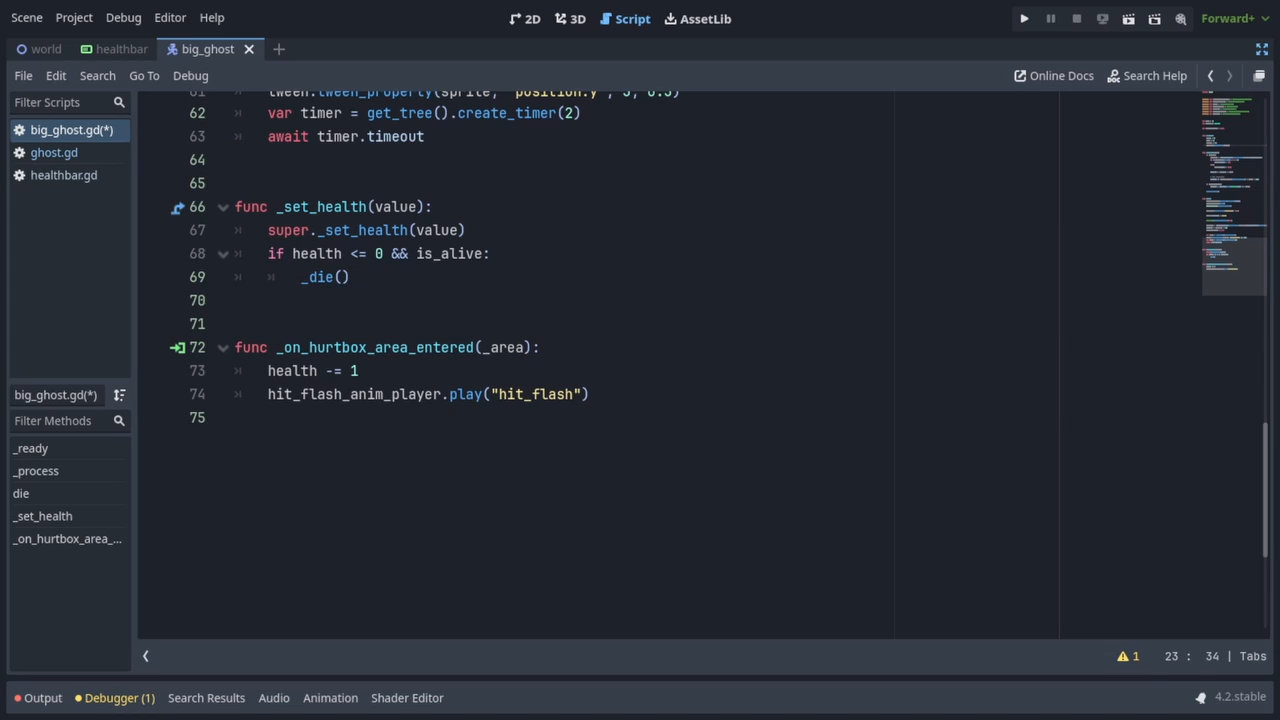 Scene Project Debug Editor Help 2D 3D Script AssetLib Forward+
world healthbar big_ghost
File Edit Search Go To Debug Online Docs Search Help
Filter Scripts
big_ghost.gd(*)
ghost.gd
healthbar.gd
big_ghost.gd(*)
Filter Methods
_ready
_process
die
_set_health
_on_hurtbox_area_...
61 tween.tween_property(sprite, "position:y", 3, 0.3)
62 var timer = get_tree().create_timer(2)
63 await timer.timeout
64
65
66 func _set_health(value):
67 super._set_health(value)
68 if health <= 0 && is_alive:
69 _die()
70
71
72 func _on_hurtbox_area_entered(_area):
73 health -= 1
74 hit_flash_anim_player.play("hit_flash")
75
1 23 : 34 | Tabs
Output Debugger (1) Search Results Audio Animation Shader Editor 4.2.stable